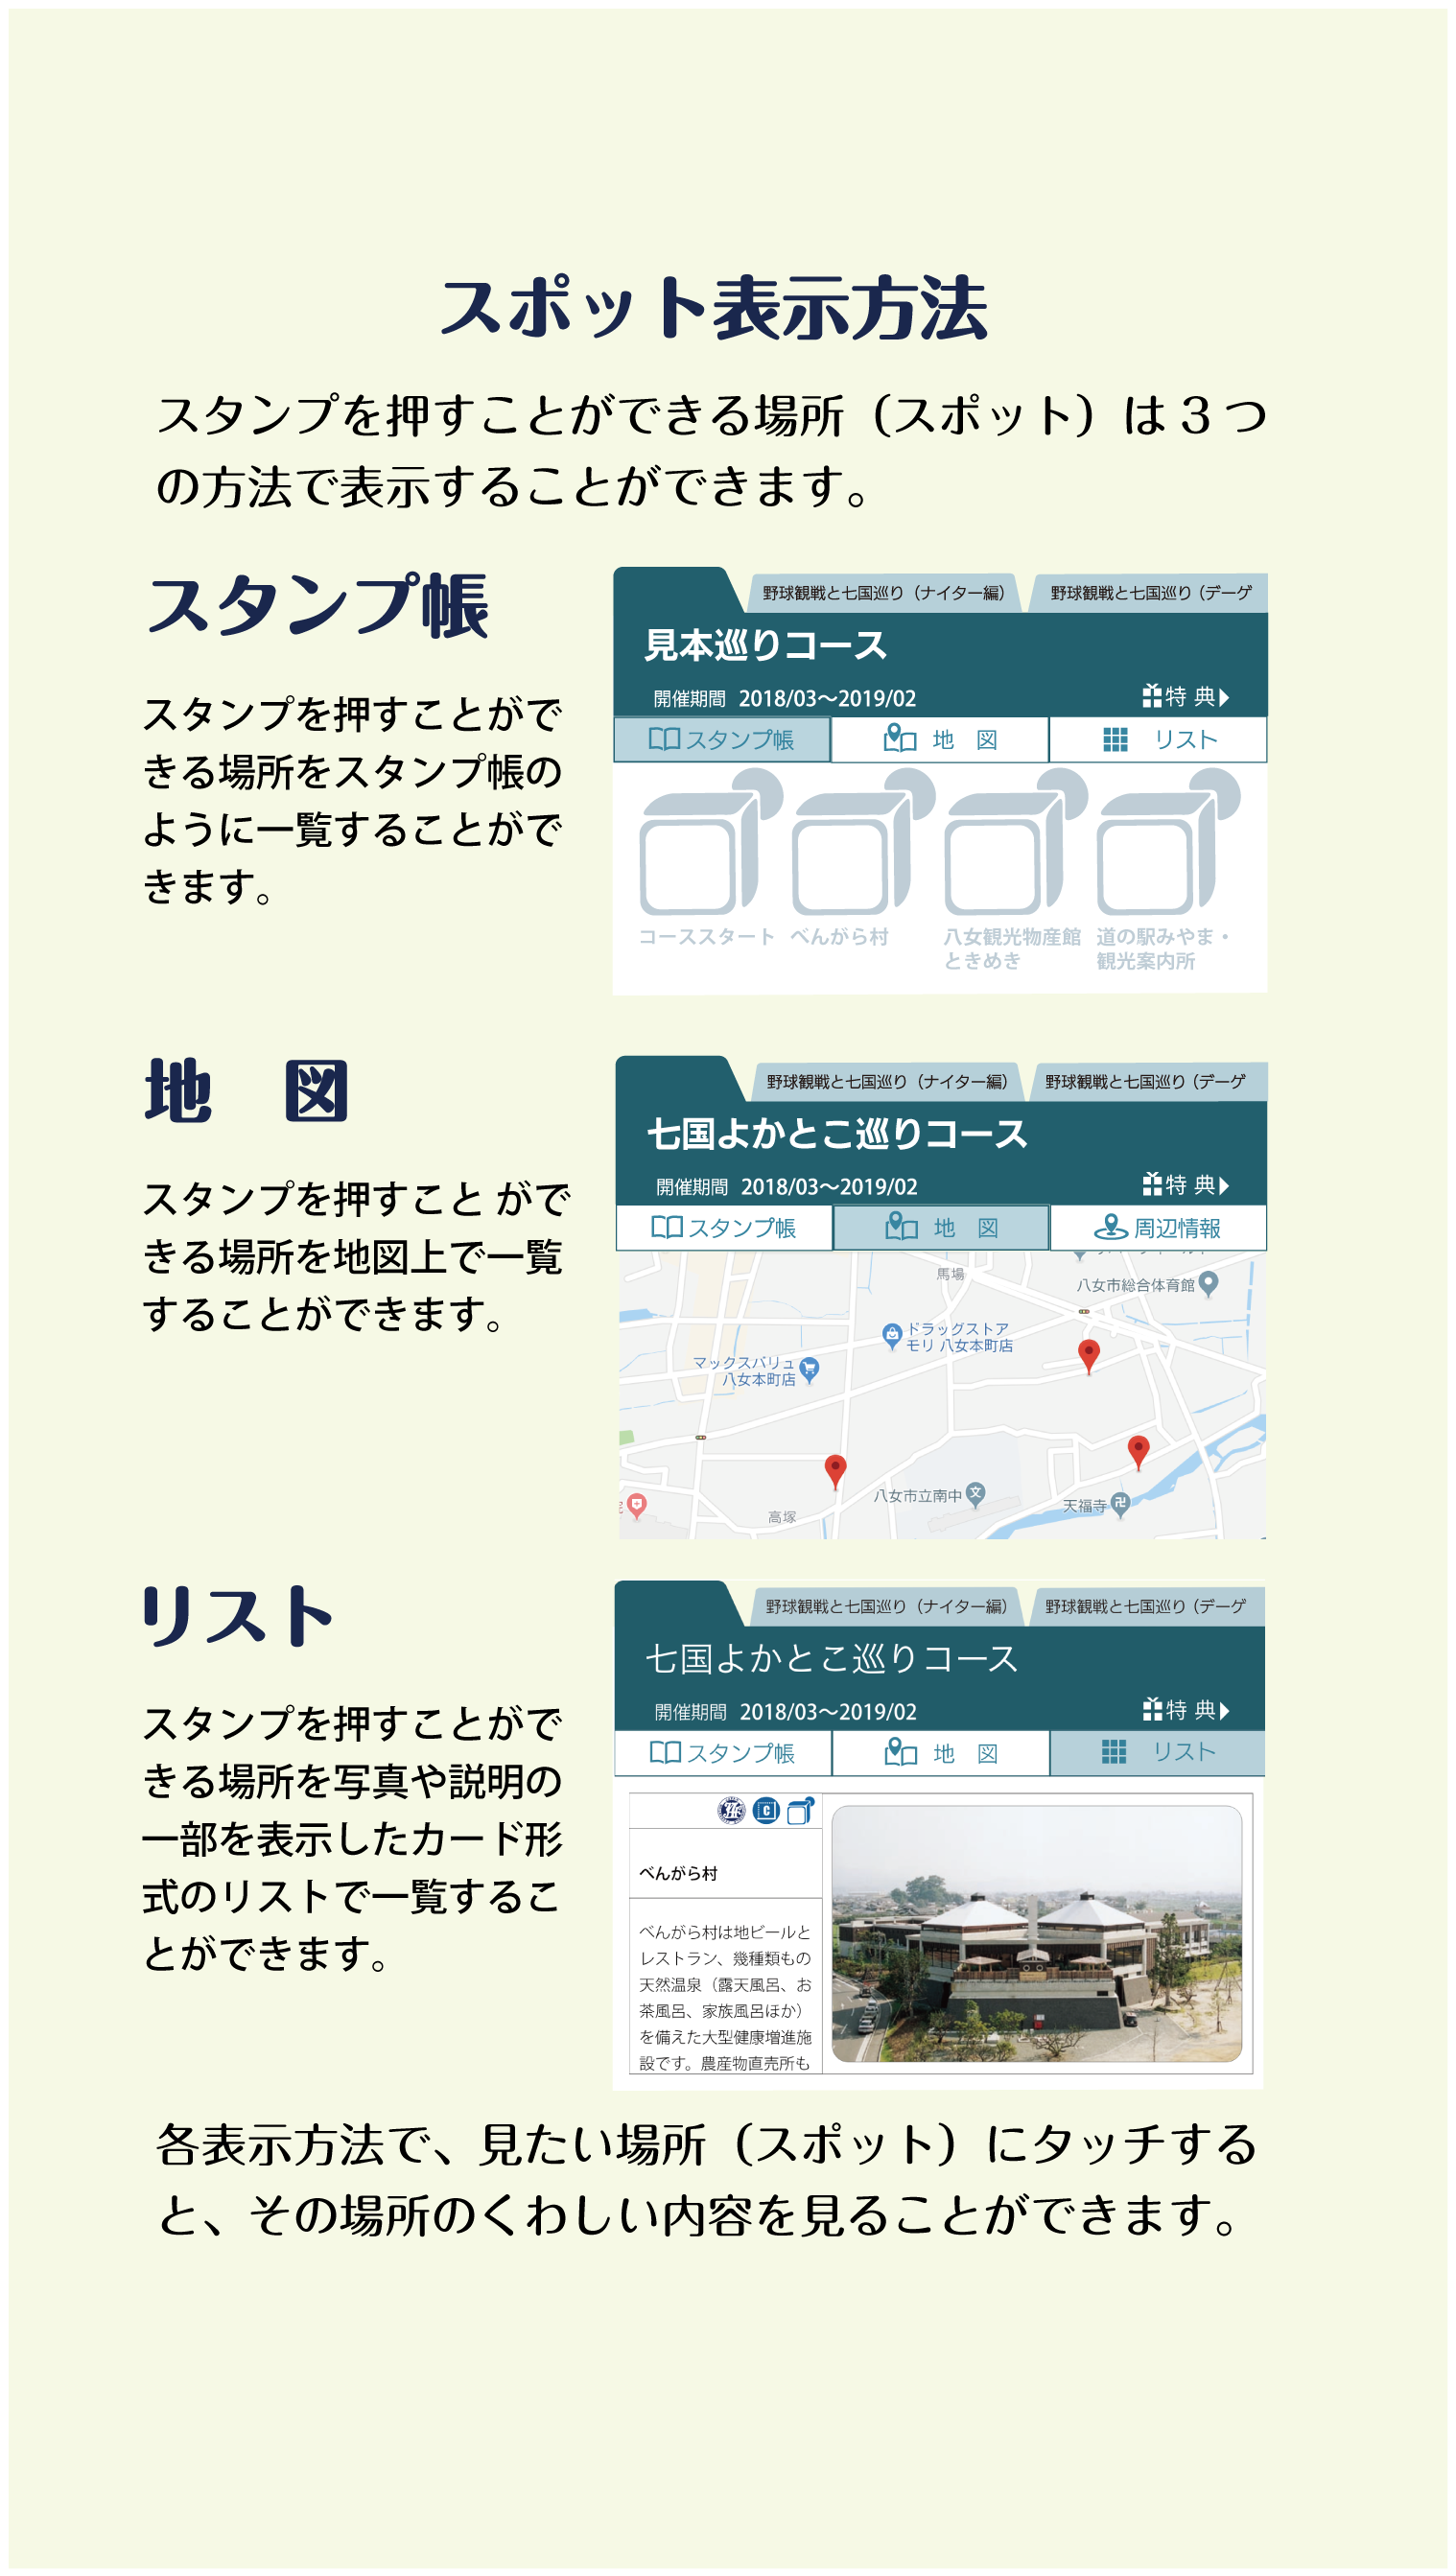 スポット表示方法
スタンプを押すことができる場所（スポット）は３つ
の方法で表示することができます。
スタンプ帳
スタンプを押すことがで
きる場所をスタンプ帳の
ように一覧することがで
きます。
野球観戦と七国巡り（ナイター編）
野球観戦と七国巡り（デーゲ
見本巡りコース
開催期間 2018/03〜2019/02
特 典
スタンプ帳
地 図
リスト
コーススタート
べんがら村
八女観光物産館
ときめき
道の駅みやま・
観光案内所
地 図
スタンプを押すこと がで
きる場所を地図上で一覧
することができます。
野球観戦と七国巡り（ナイター編）
野球観戦と七国巡り（デーゲ
七国よかとこ巡りコース
開催期間 2018/03〜2019/02
特 典
スタンプ帳
地 図
周辺情報
馬場
八女市総合体育館
ドラッグストア
モリ 八女本町店
マックスバリュ
八女本町店
八女市立南中
文
天福寺
高塚
リスト
スタンプを押すことがで
きる場所を写真や説明の
一部を表示したカード形
式のリストで一覧するこ
とができます。
野球観戦と七国巡り（ナイター編）
野球観戦と七国巡り（デーゲ
七国よかとこ巡りコース
開催期間 2018/03〜2019/02
特 典
スタンプ帳
地 図
リスト
C
べんがら村
べんがら村は地ビールと
レストラン、幾種類もの
天然温泉（露天風呂、お
茶風呂、家族風呂ほか）
を備えた大型健康増進施
設です。農産物直売所も
各表示方法で、見たい場所（スポット）にタッチする
と、その場所のくわしい内容を見ることができます。